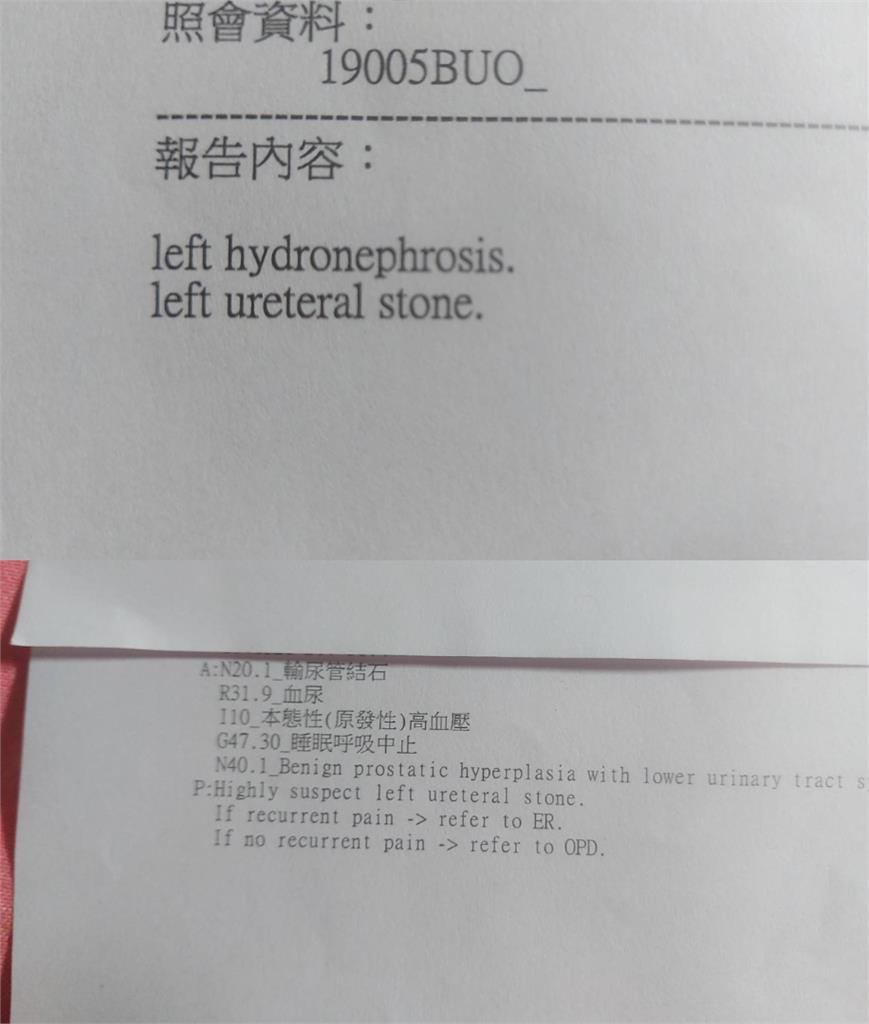 照會資料：
19005BUO_
報告內容：
left hydronephrosis.
left ureteral stone.
A:N20.1_輸尿管結石
R31.9_血尿
I10_本態性(原發性)高血壓
G47.30_睡眠呼吸中止
N40.1_Benign prostatic hyperplasia with lower urinary tract
P:Highly suspect left ureteral stone.
If recurrent pain -> refer to ER.
If no recurrent pain -> refer to OPD.